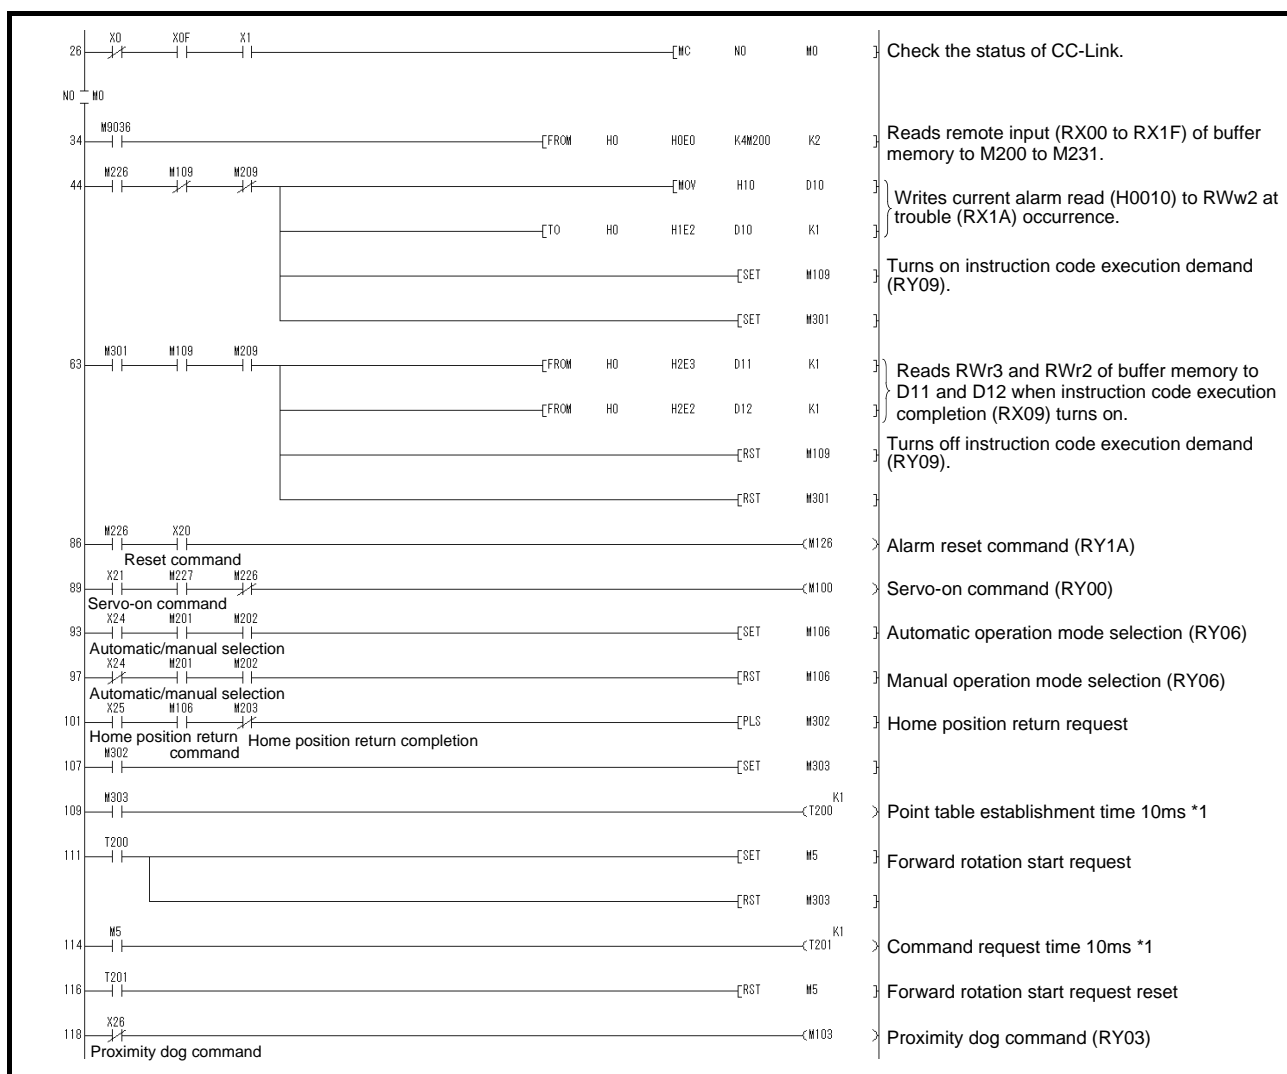 X0 X0F X1
26 [MC N0 M0 ] Check the status of CC-Link.
N0 M0
M9036
34 [FROM H0 H0E0 K4M200 K2 ] Reads remote input (RX00 to RX1F) of buffer
memory to M200 to M231.
M226 M109 M209
44 [MOV H10 D10 ] Writes current alarm read (H0010) to RWw2 at
trouble (RX1A) occurrence.
[TO H0 H1E2 D10 K1 ]
[SET M109 ] Turns on instruction code execution demand
(RY09).
[SET M301 ]
M301 M109 M209
63 [FROM H0 H2E3 D11 K1 ] Reads RWr3 and RWr2 of buffer memory to
D11 and D12 when instruction code execution
[FROM H0 H2E2 D12 K1 ] completion (RX09) turns on.
[RST M109 ] Turns off instruction code execution demand
(RY09).
[RST M301 ]
M226 X20
86 (M126 ) Alarm reset command (RY1A)
Reset command
X21 M227 M226
89 (M100 ) Servo-on command (RY00)
Servo-on command
X24 M201 M202
93 [SET M106 ] Automatic operation mode selection (RY06)
Automatic/manual selection
X24 M201 M202
97 [RST M106 ] Manual operation mode selection (RY06)
Automatic/manual selection
X25 M106 M203
101 [PLS M302 ] Home position return request
Home position return command Home position return completion
M302
107 [SET M303 ]
M303 K1
109 (T200 ) Point table establishment time 10ms *1
T200
111 [SET M5 ] Forward rotation start request
[RST M303 ]
M5 K1
114 (T201 ) Command request time 10ms *1
T201
116 [RST M5 ] Forward rotation start request reset
X26
118 (M103 ) Proximity dog command (RY03)
Proximity dog command